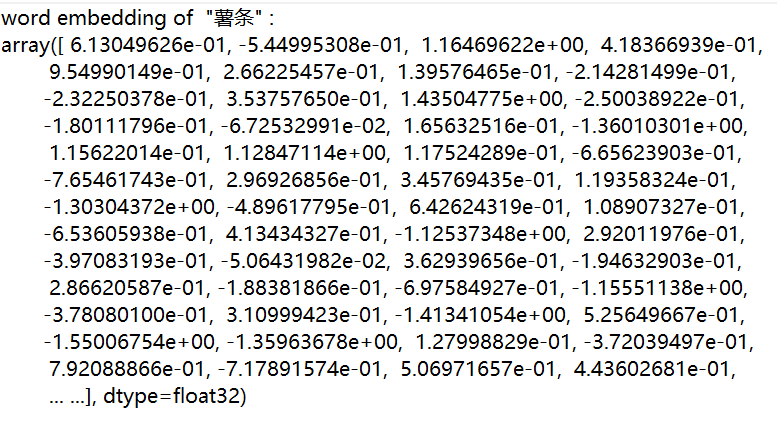 word embedding of  "薯条" :
array([ 6.13049626e-01, -5.44995308e-01,  1.16469622e+00,  4.18366939e-01,
9.54990149e-01,  2.66225457e-01,  1.39576465e-01, -2.14281499e-01,
-2.32250378e-01,  3.53757650e-01,  1.43504775e+00, -2.50038922e-01,
-1.80111796e-01, -6.72532991e-02,  1.65632516e-01, -1.36010301e+00,
1.15622014e-01,  1.12847114e+00,  1.17524289e-01, -6.65623903e-01,
-7.65461743e-01,  2.96926856e-01,  3.45769435e-01,  1.19358324e-01,
-1.30304372e+00, -4.89617795e-01,  6.42624319e-01,  1.08907327e-01,
-6.53605938e-01,  4.13434327e-01, -1.12537348e+00,  2.92011976e-01,
-3.97083193e-01, -5.06431982e-02,  3.62939656e-01, -1.94632903e-01,
2.86620587e-01, -1.88381866e-01, -6.97584927e-01, -1.15551138e+00,
-3.78080100e-01,  3.10999423e-01, -1.41341054e+00,  5.25649667e-01,
-1.55006754e+00, -1.35963678e+00,  1.27998829e-01, -3.72039497e-01,
7.92088866e-01, -7.17891574e-01,  5.06971657e-01,  4.43602681e-01,
... ...], dtype=float32)